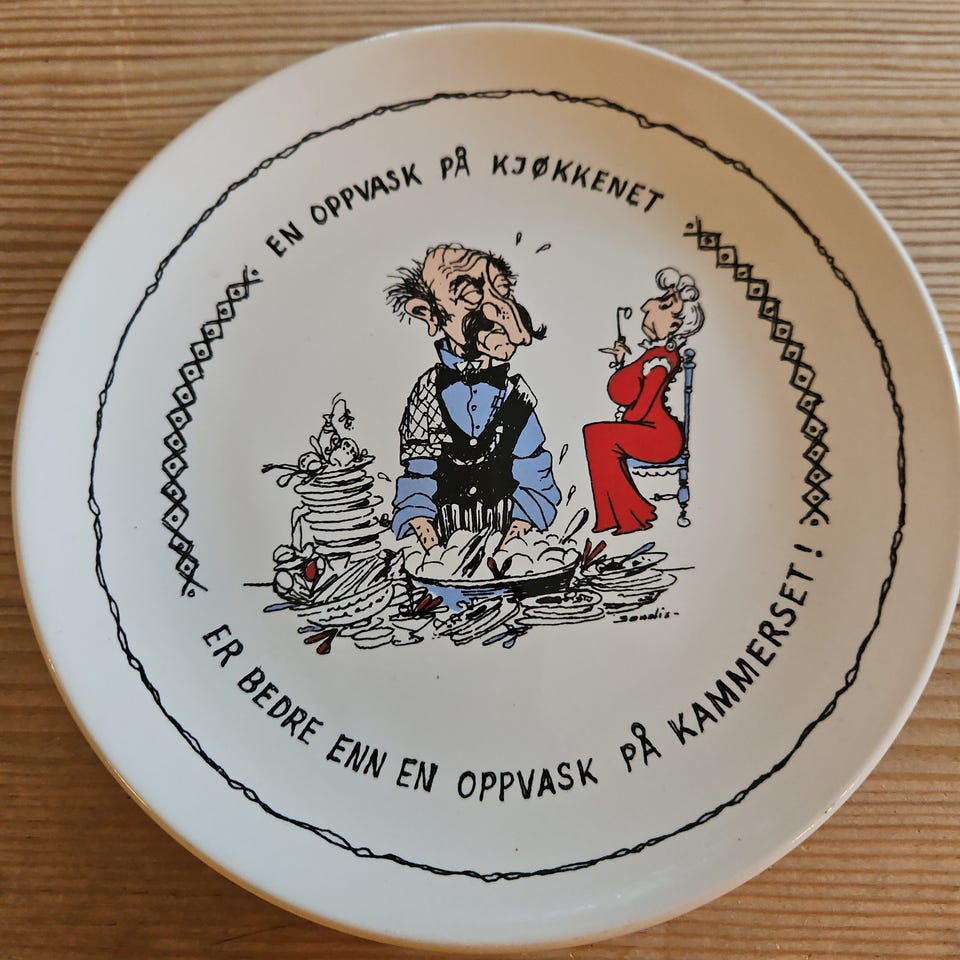 EN OPPVASK PÅ KJØKKENET
ER BEDRE ENN EN OPPVASK PÅ KAMMERSET!